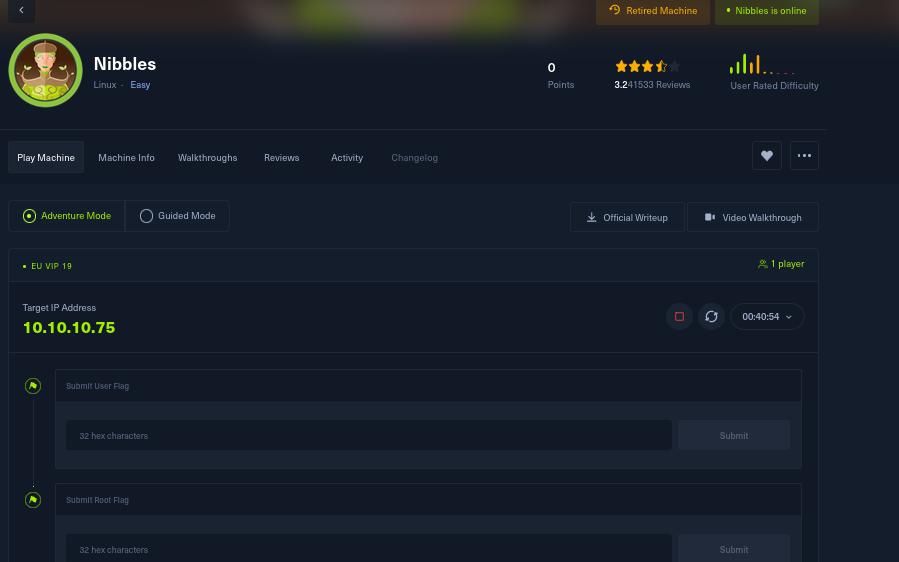 Retired Machine
Nibbles is online
Nibbles
Linux · Easy
0
Points
3.241533 Reviews
User Rated Difficulty
Play Machine
Machine Info
Walkthroughs
Reviews
Activity
Changelog
Adventure Mode
Guided Mode
Official Writeup
Video Walkthrough
EU VIP 19
1 player
Target IP Address
10.10.10.75
00:40:54
Submit User Flag
32 hex characters
Submit
Submit Root Flag
32 hex characters
Submit